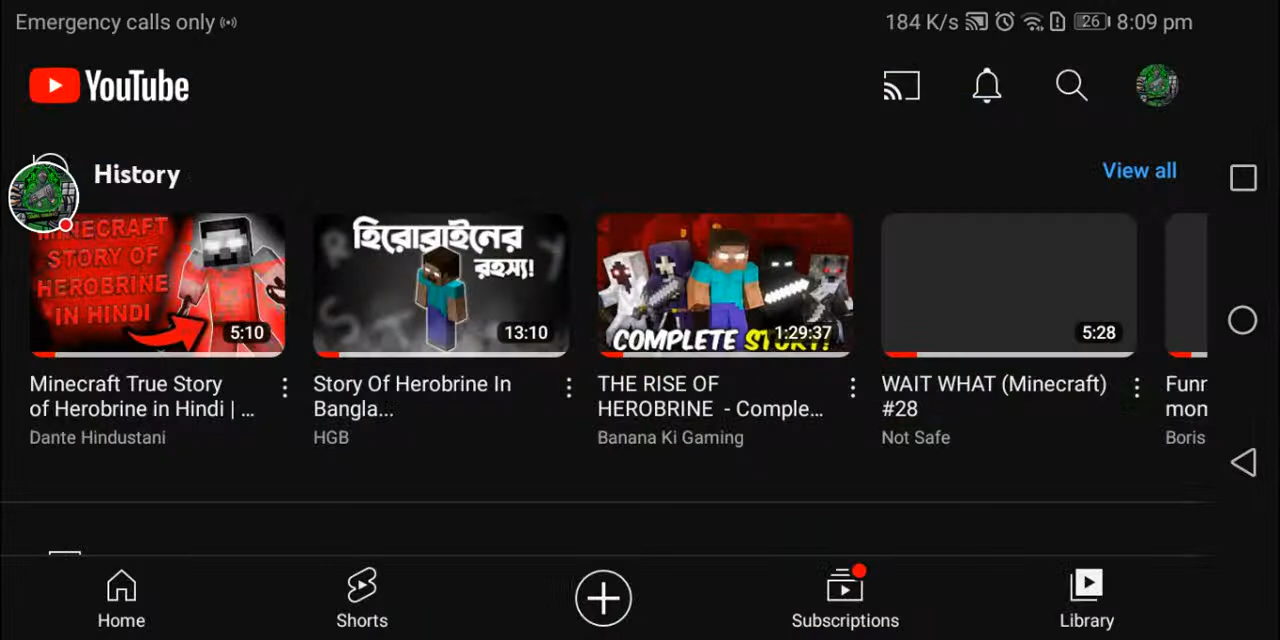 Emergency calls only
184 K/s 26 8:09 pm
YouTube
History
View all
MINECRAFT
STORY OF
HEROBRINE
IN HINDI
5:10
হিরোব্রাইনের
রহস্য!
13:10
COMPLETE STORY!
1:29:37
5:28
Minecraft True Story
of Herobrine in Hindi | ...
Dante Hindustani
Story Of Herobrine In
Bangla...
HGB
THE RISE OF
HEROBRINE - Comple...
Banana Ki Gaming
WAIT WHAT (Minecraft)
#28
Not Safe
Funr
mon
Boris
Home
Shorts
Subscriptions
Library